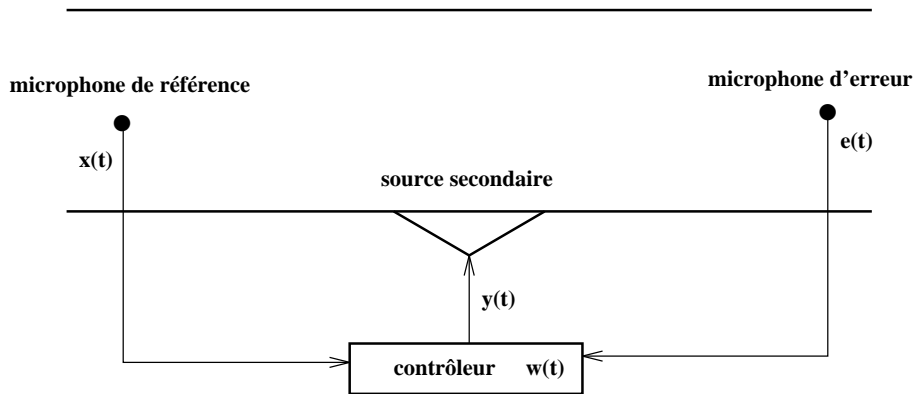 microphone de référence
microphone d'erreur
x(t)
e(t)
source secondaire
y(t)
contrôleur w(t)